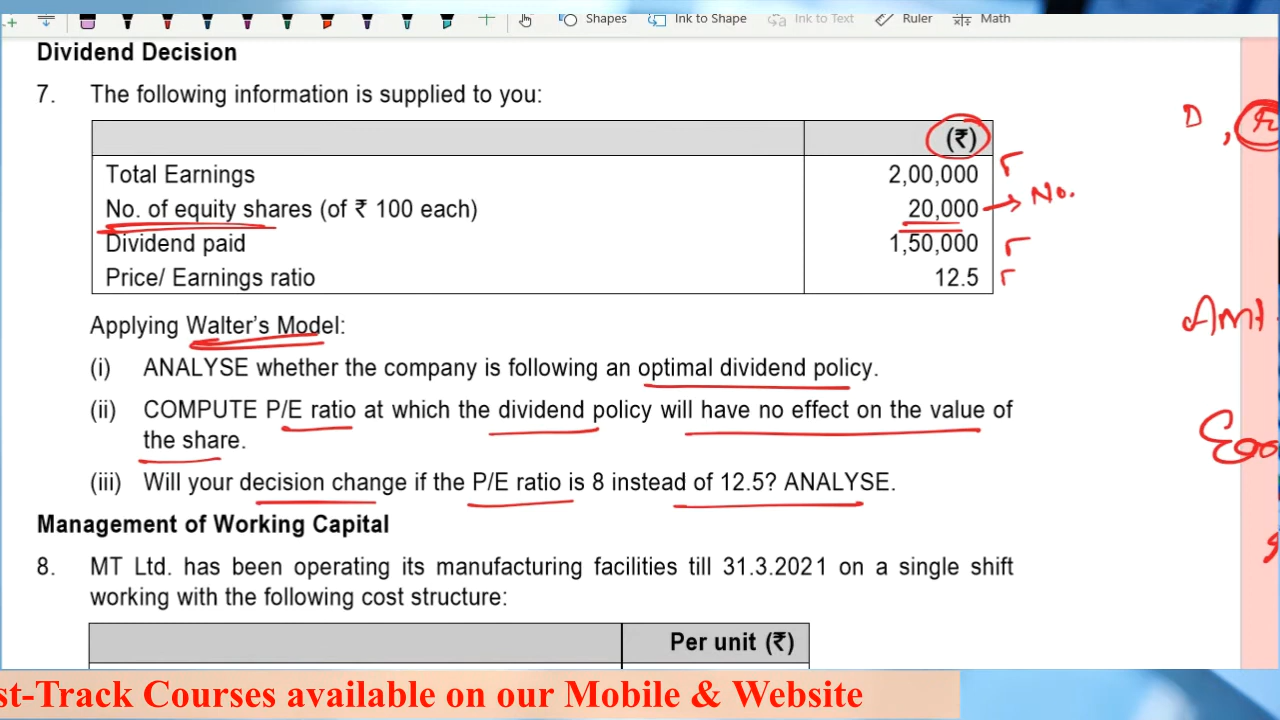 Shapes Ink to Shape Ink to Text Ruler Math
Dividend Decision
7. The following information is supplied to you:
(₹)
Total Earnings 2,00,000
No. of equity shares (of ₹ 100 each) 20,000 → No.
Dividend paid 1,50,000
Price/ Earnings ratio 12.5
D,
Applying Walter's Model:
Amt
(i) ANALYSE whether the company is following an optimal dividend policy.
(ii) COMPUTE P/E ratio at which the dividend policy will have no effect on the value of
the share.
(iii) Will your decision change if the P/E ratio is 8 instead of 12.5? ANALYSE.
Management of Working Capital
8. MT Ltd. has been operating its manufacturing facilities till 31.3.2021 on a single shift
working with the following cost structure:
Per unit (₹)
st-Track Courses available on our Mobile & Website